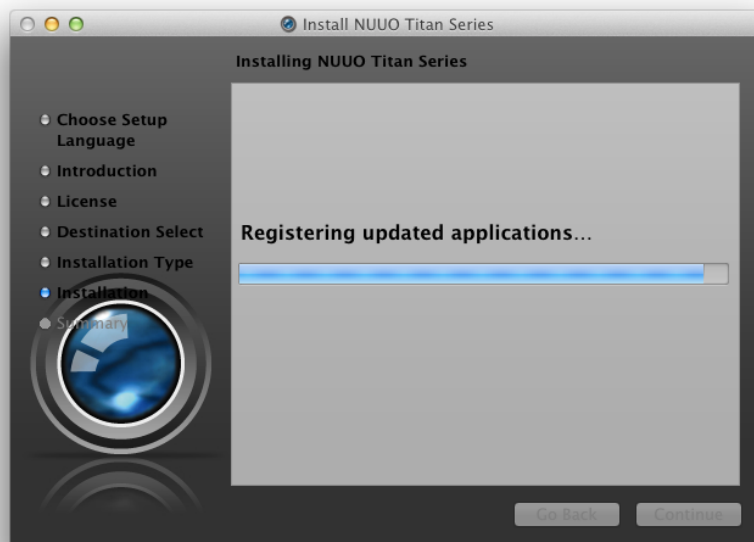 Install NUUO Titan Series
Installing NUUO Titan Series
Choose Setup
Language
Introduction
License
Destination Select
Installation Type
Installation
Summary
Registering updated applications...
Go Back
Continue